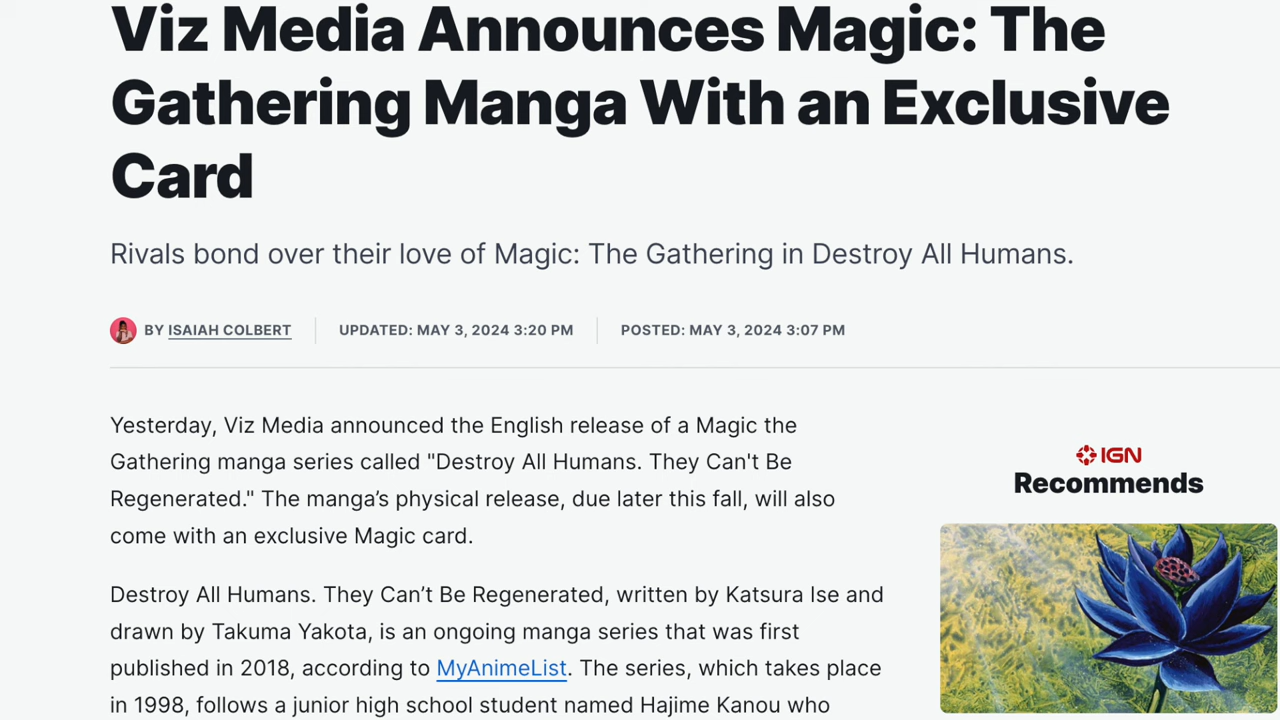 Viz Media Announces Magic: The
Gathering Manga With an Exclusive
Card
Rivals bond over their love of Magic: The Gathering in Destroy All Humans.
BY ISAIAH COLBERT
UPDATED: MAY 3, 2024 3:20 PM
POSTED: MAY 3, 2024 3:07 PM
Yesterday, Viz Media announced the English release of a Magic the
Gathering manga series called "Destroy All Humans. They Can't Be
Regenerated." The manga’s physical release, due later this fall, will also
come with an exclusive Magic card.
Destroy All Humans. They Can’t Be Regenerated, written by Katsura Ise and
drawn by Takuma Yakota, is an ongoing manga series that was first
published in 2018, according to MyAnimeList. The series, which takes place
in 1998, follows a junior high school student named Hajime Kanou who
IGN
Recommends